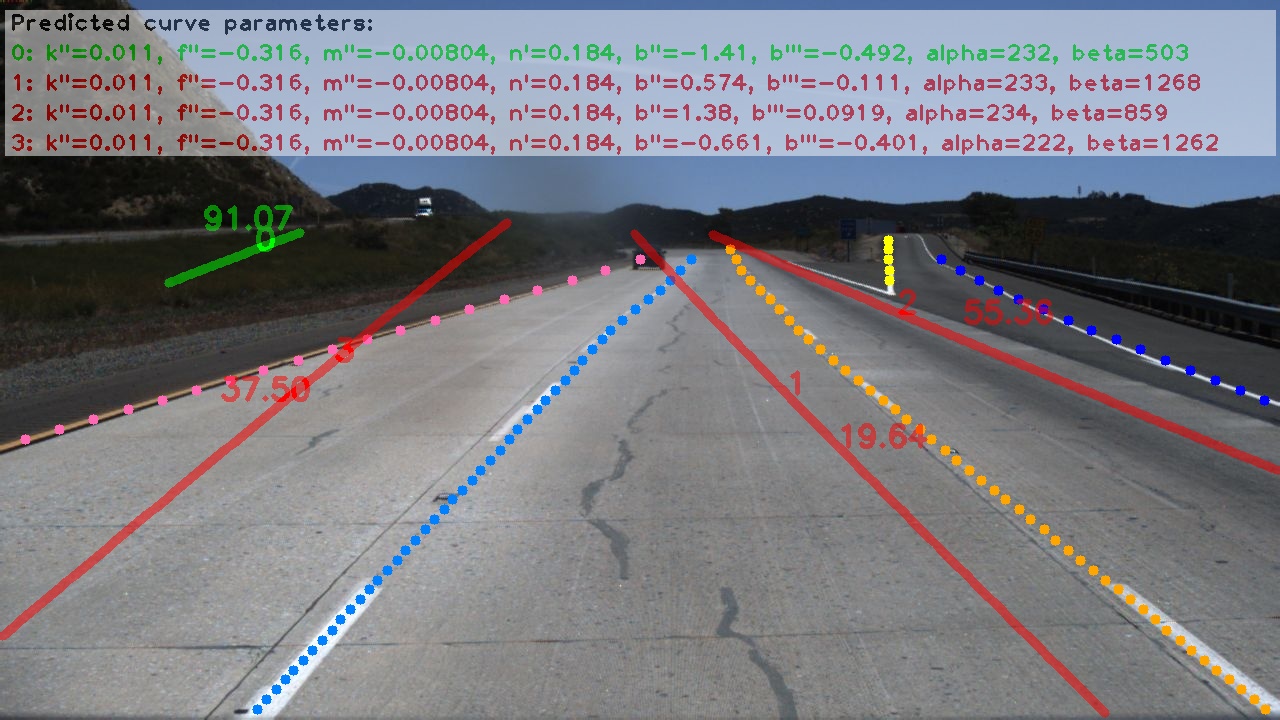 Predicted curve parameters:
0: k''=0.011, f''=−0.316, m''=−0.00804, n'=0.184, b''=−1.41, b'''=−0.492, alpha=232, beta=503
1: k''=0.011, f''=−0.316, m''=−0.00804, n'=0.184, b''=0.574, b'''=−0.111, alpha=233, beta=1268
2: k''=0.011, f''=−0.316, m''=−0.00804, n'=0.184, b''=1.38, b'''=0.0919, alpha=234, beta=859
3: k''=0.011, f''=−0.316, m''=−0.00804, n'=0.184, b''=−0.661, b'''=−0.401, alpha=222, beta=1262
91.07
0
2
55.36
3
37.50
1
19.64